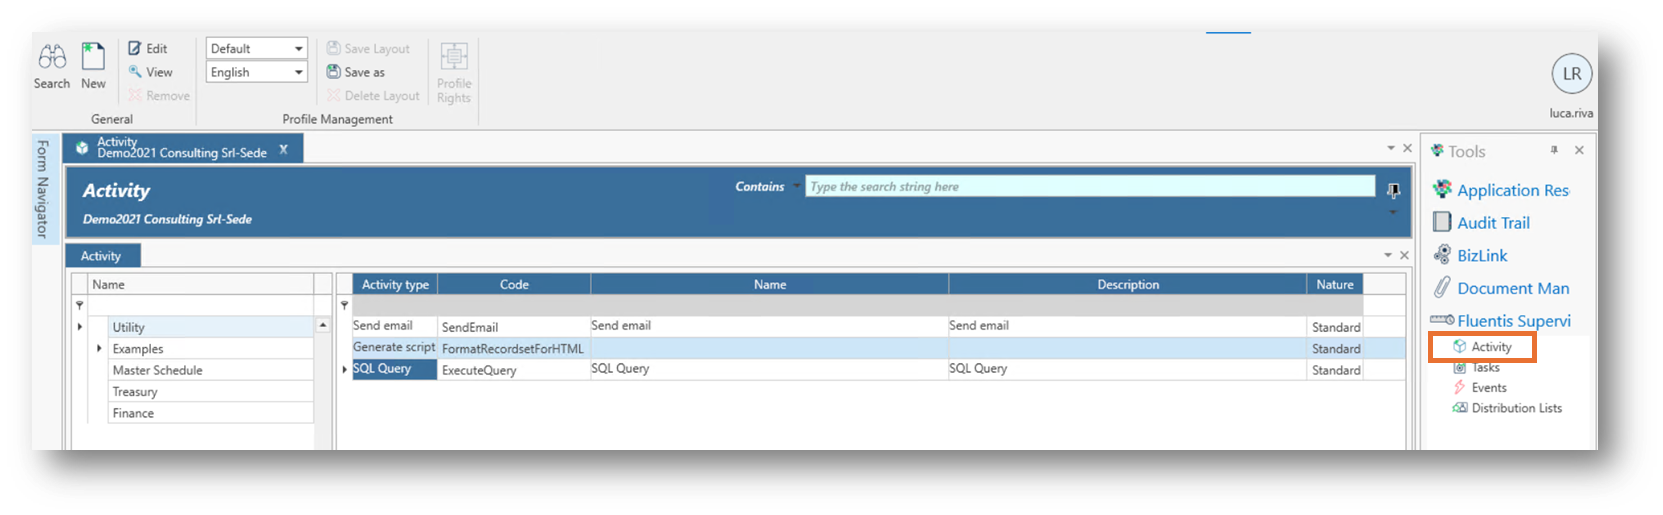 Search
New
Edit
View
Remove
General
Default
English
Save Layout
Save as
Delete Layout
Profile Management
Profile
Rights
LR
luca.riva
Form Navigator
Activity
Demo2021 Consulting Srl-Sede X
Activity
Demo2021 Consulting Srl-Sede
Contains Type the search string here
Activity
Name
Utility
Examples
Master Schedule
Treasury
Finance
Activity type Code Name Description Nature
Send email SendEmail Send email Send email Standard
Generate script FormatRecordsetForHTML Standard
SQL Query ExecuteQuery SQL Query SQL Query Standard
Tools
Application Res
Audit Trail
BizLink
Document Man
Fluentis Supervi
Activity
Tasks
Events
Distribution Lists